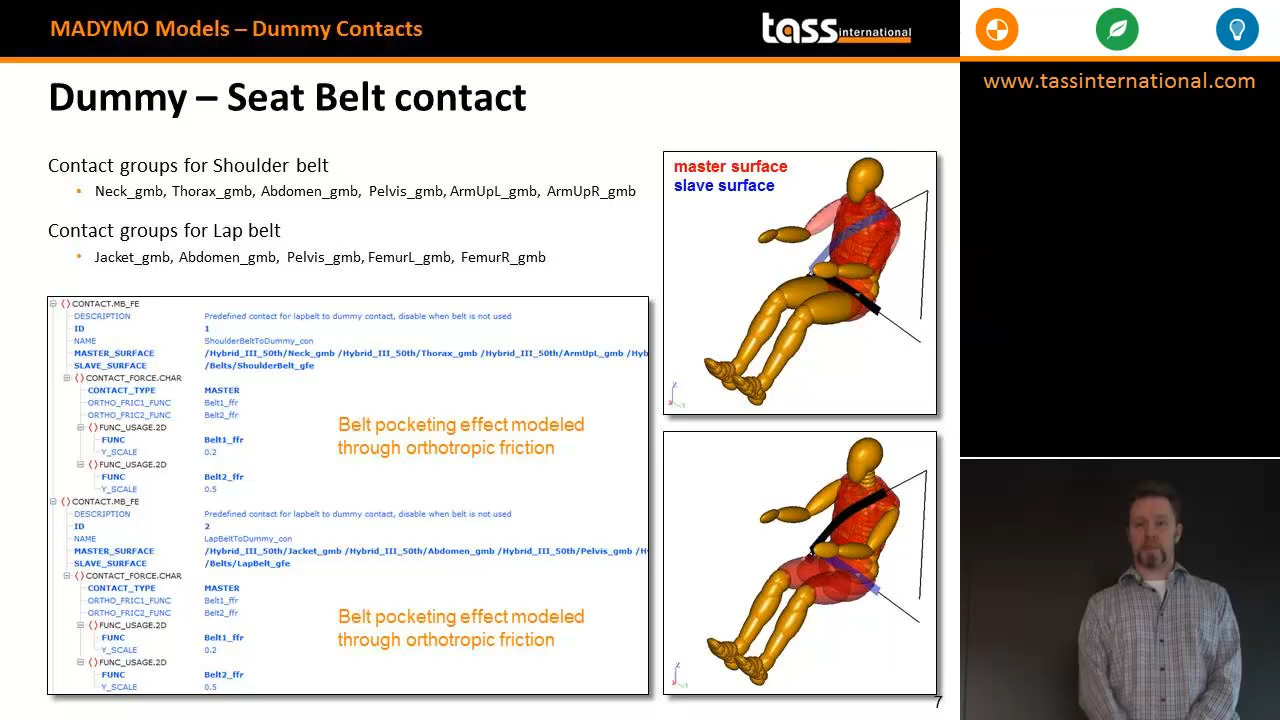 MADYMO Models – Dummy Contacts
tass international
www.tassinternational.com
Dummy – Seat Belt contact
Contact groups for Shoulder belt
Neck_gmb, Thorax_gmb, Abdomen_gmb, Pelvis_gmb, ArmUpL_gmb, ArmUpR_gmb
Contact groups for Lap belt
Jacket_gmb, Abdomen_gmb, Pelvis_gmb, FemurL_gmb, FemurR_gmb
CONTACT.MB_FE
DESCRIPTION Predefined contact for lapbelt to dummy contact, disable when belt is not used
ID 1
NAME ShoulderBeltToDummy_con
MASTER_SURFACE /Hybrid_III_50th/Neck_gmb /Hybrid_III_50th/Thorax_gmb /Hybrid_III_50th/ArmUpL_gmb /Hyb
SLAVE_SURFACE /Belts/ShoulderBelt_gfe
CONTACT_FORCE.CHAR
CONTACT_TYPE MASTER
ORTHO_FRIC1_FUNC Belt1_ffr
ORTHO_FRIC2_FUNC Belt2_ffr
FUNC_USAGE.2D
FUNC Belt1_ffr
Y_SCALE 0.2
FUNC_USAGE.2D
FUNC Belt2_ffr
Y_SCALE 0.5
Belt pocketing effect modeled
through orthotropic friction
CONTACT.MB_FE
DESCRIPTION Predefined contact for lapbelt to dummy contact, disable when belt is not used
ID 2
NAME LapBeltToDummy_con
MASTER_SURFACE /Hybrid_III_50th/Jacket_gmb /Hybrid_III_50th/Abdomen_gmb /Hybrid_III_50th/Pelvis_gmb /H
SLAVE_SURFACE /Belts/LapBelt_gfe
CONTACT_FORCE.CHAR
CONTACT_TYPE MASTER
ORTHO_FRIC1_FUNC Belt1_ffr
ORTHO_FRIC2_FUNC Belt2_ffr
FUNC_USAGE.2D
FUNC Belt1_ffr
Y_SCALE 0.2
FUNC_USAGE.2D
FUNC Belt2_ffr
Y_SCALE 0.5
Belt pocketing effect modeled
through orthotropic friction
master surface
slave surface
7